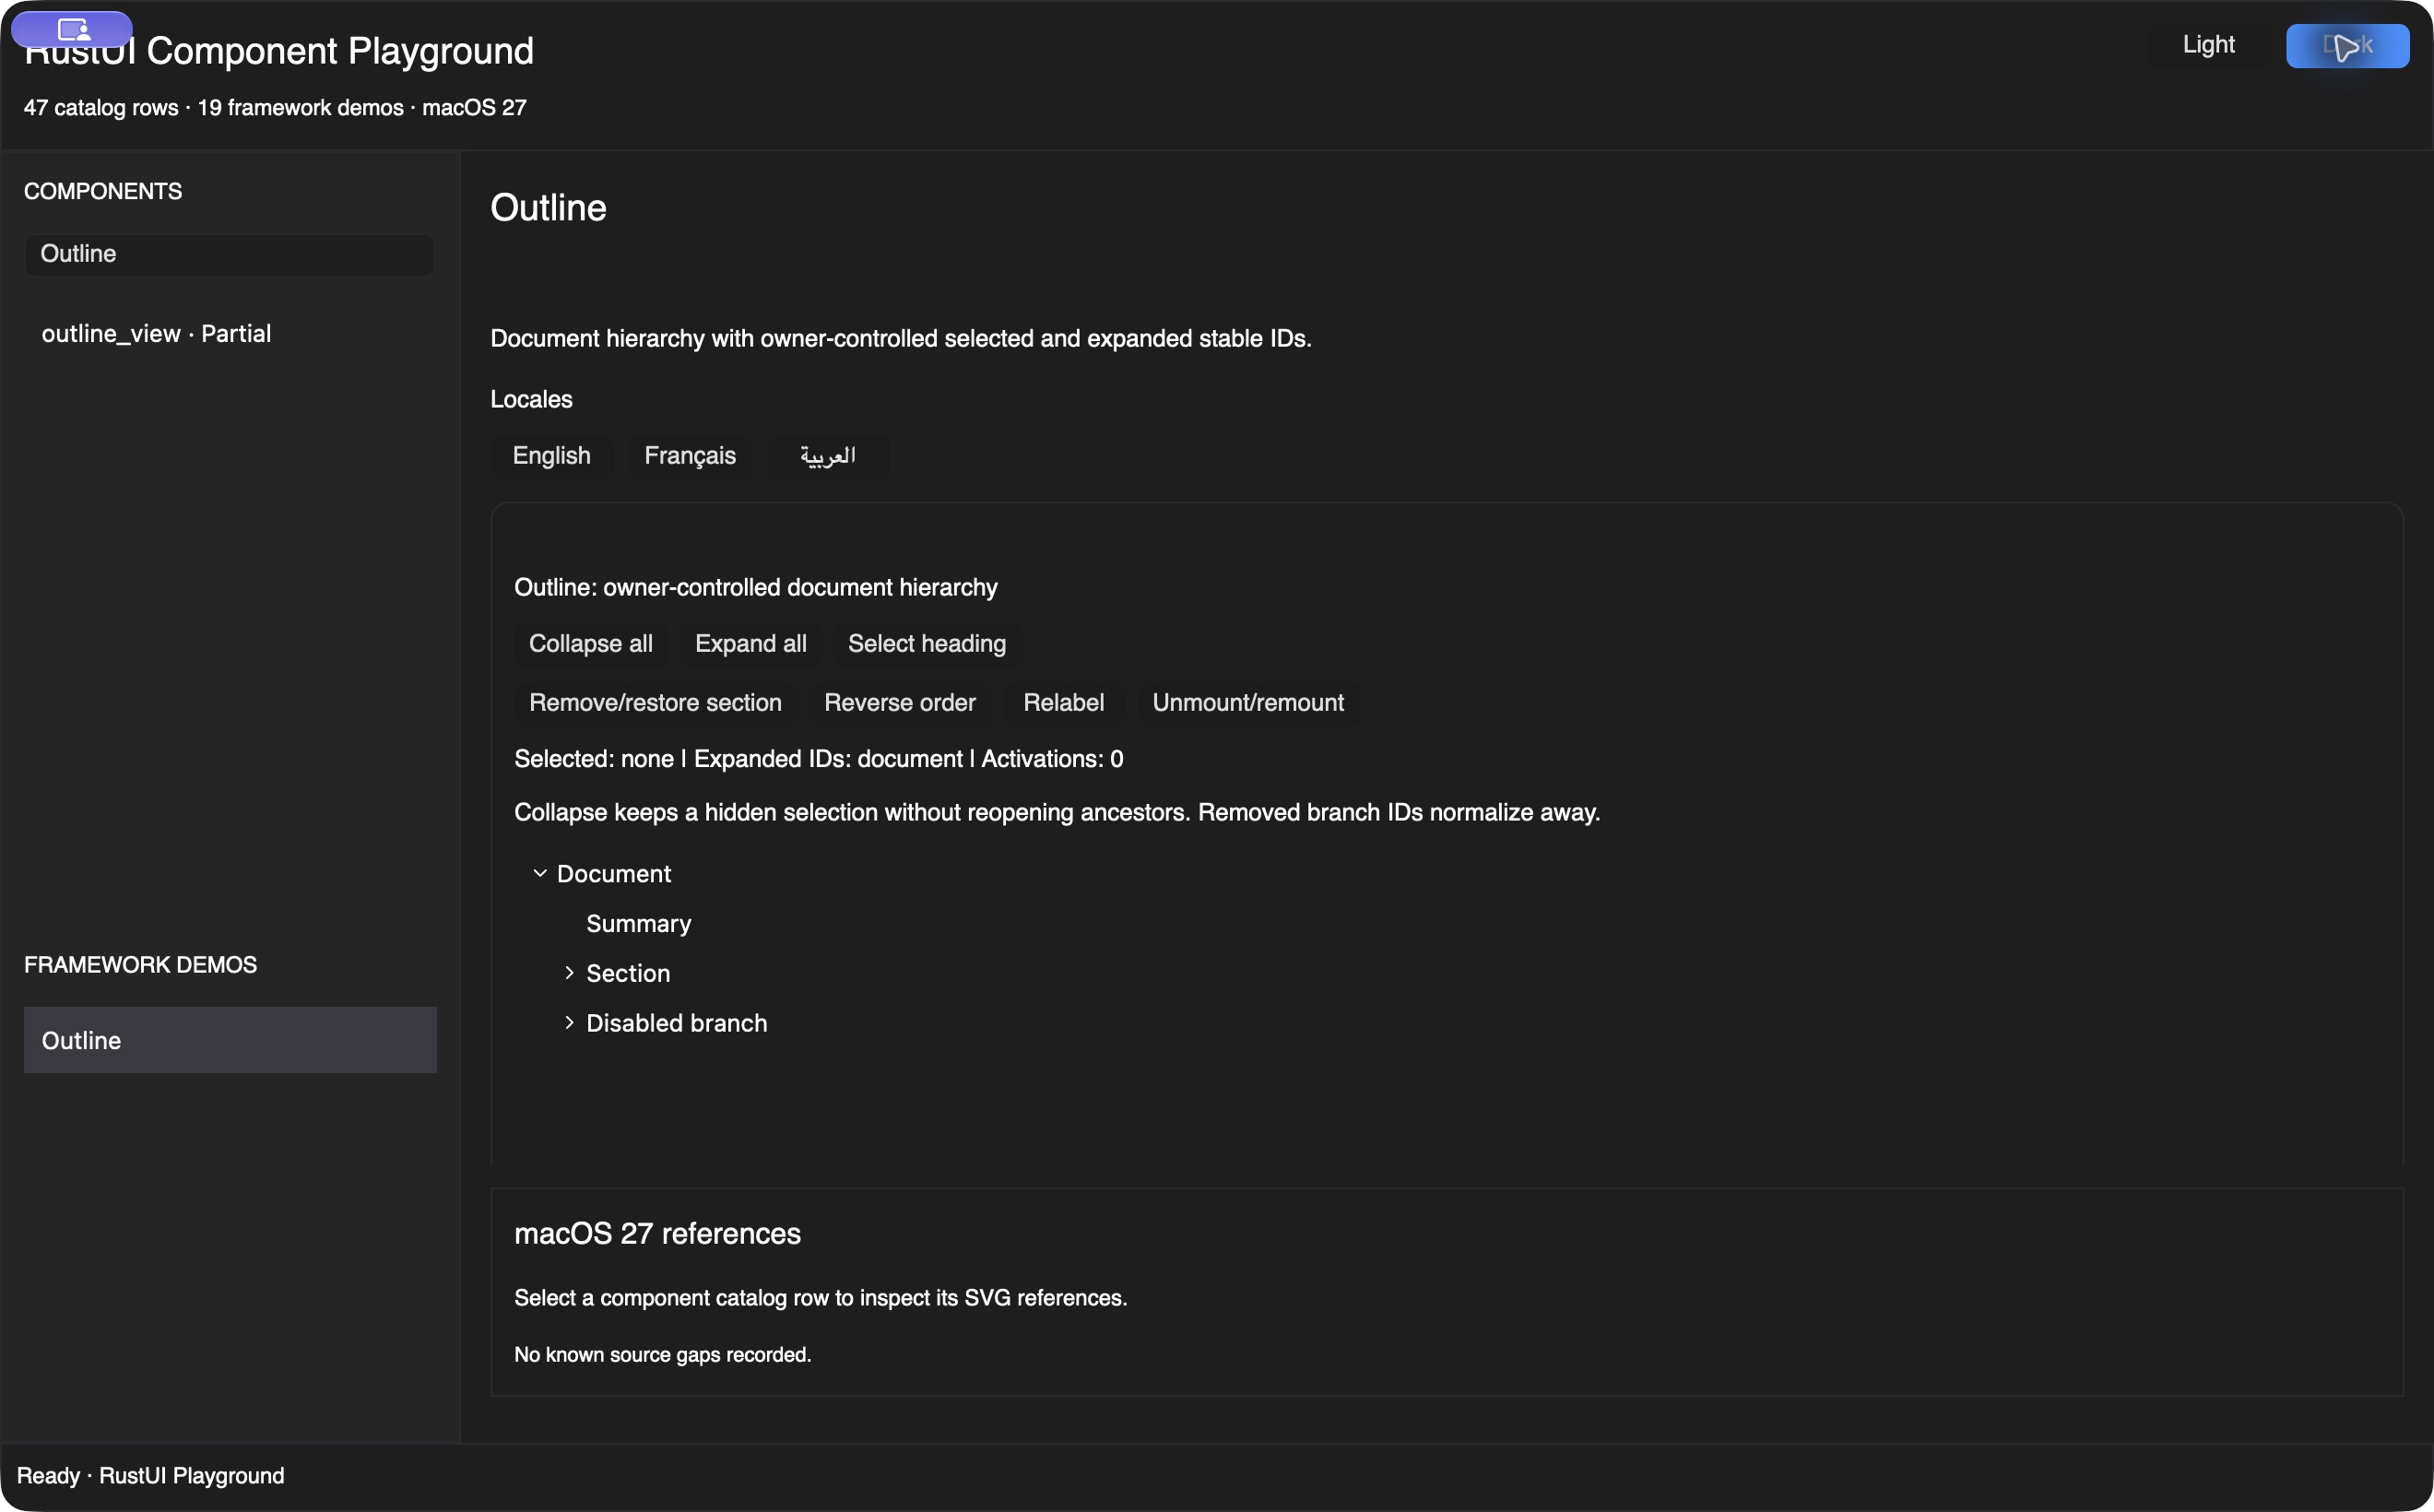 RustUI Component Playground
Light
47 catalog rows · 19 framework demos · macOS 27
COMPONENTS
Outline
outline_view · Partial
FRAMEWORK DEMOS
Outline
Outline
Document hierarchy with owner-controlled selected and expanded stable IDs.
Locales
English Français العربية
Outline: owner-controlled document hierarchy
Collapse all Expand all Select heading
Remove/restore section Reverse order Relabel Unmount/remount
Selected: none | Expanded IDs: document | Activations: 0
Collapse keeps a hidden selection without reopening ancestors. Removed branch IDs normalize away.
Document
Summary
Section
Disabled branch
macOS 27 references
Select a component catalog row to inspect its SVG references.
No known source gaps recorded.
Ready · RustUI Playground